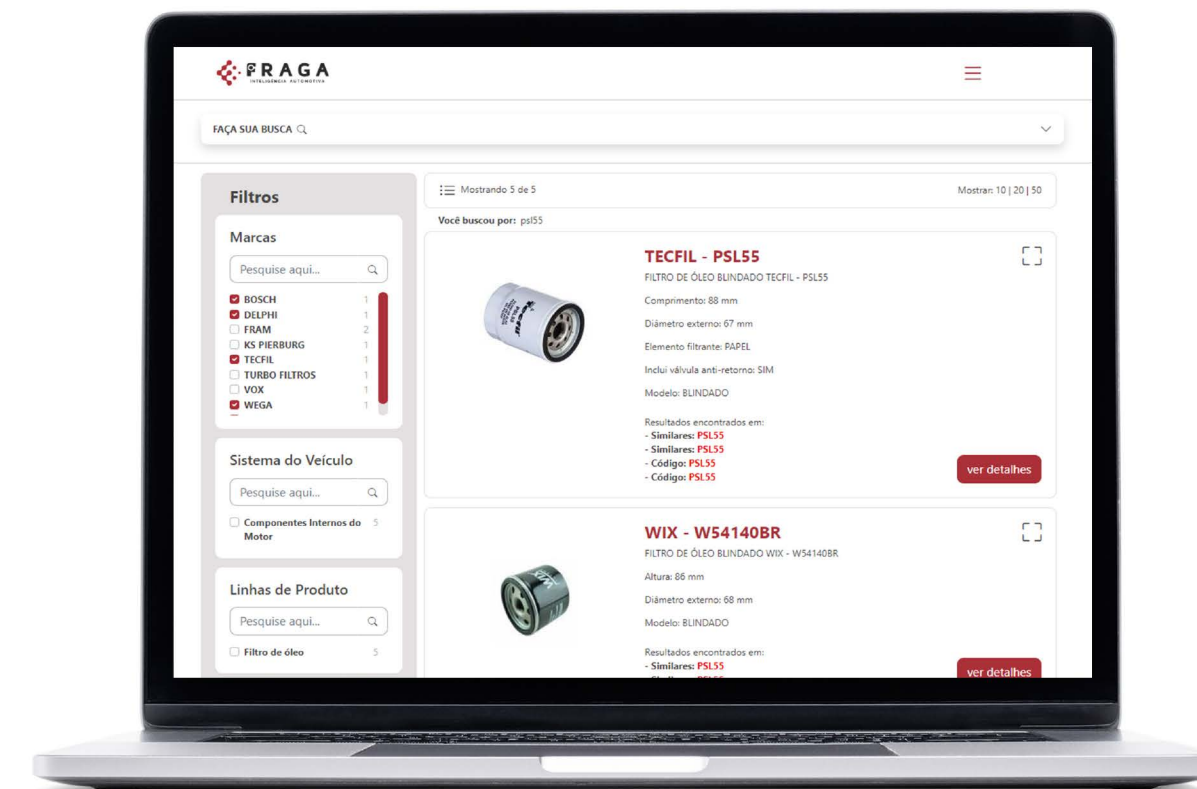 PRAGA
INTELIGÊNCIA AUTOMOTIVA
FAÇA SUA BUSCA
Filtros
Marcas
Pesquise aqui...
BOSCH 1
DELPHI 1
FRAM 2
KS PIERBURG 1
TECFIL 1
TURBO FILTROS 1
VOX 1
WEGA 1
Sistema do Veículo
Pesquise aqui...
Componentes Internos do 5
Motor
Linhas de Produto
Pesquise aqui...
Filtro de óleo 5
Mostrando 5 de 5
Mostrar: 10 | 20 | 50
Você buscou por: psl55
TECFIL - PSL55
FILTRO DE ÓLEO BLINDADO TECFIL - PSL55
Comprimento: 88 mm
Diâmetro externo: 67 mm
Elemento filtrante: PAPEL
Inclui válvula anti-retorno: SIM
Modelo: BLINDADO
Resultados encontrados em:
- Similares: PSL55
- Similares: PSL55
- Código: PSL55
- Código: PSL55
ver detalhes
Tecfil
PSL55
WIX - W54140BR
FILTRO DE ÓLEO BLINDADO WIX - W54140BR
Altura: 86 mm
Diâmetro externo: 68 mm
Modelo: BLINDADO
Resultados encontrados em:
- Similares: PSL55
ver detalhes
WIX